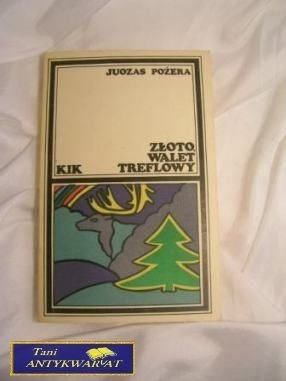 JUOZAS POŽERA
ZŁOTO,
WALET
KIK TREFLOWY
Tani
ANTYKWARIAT